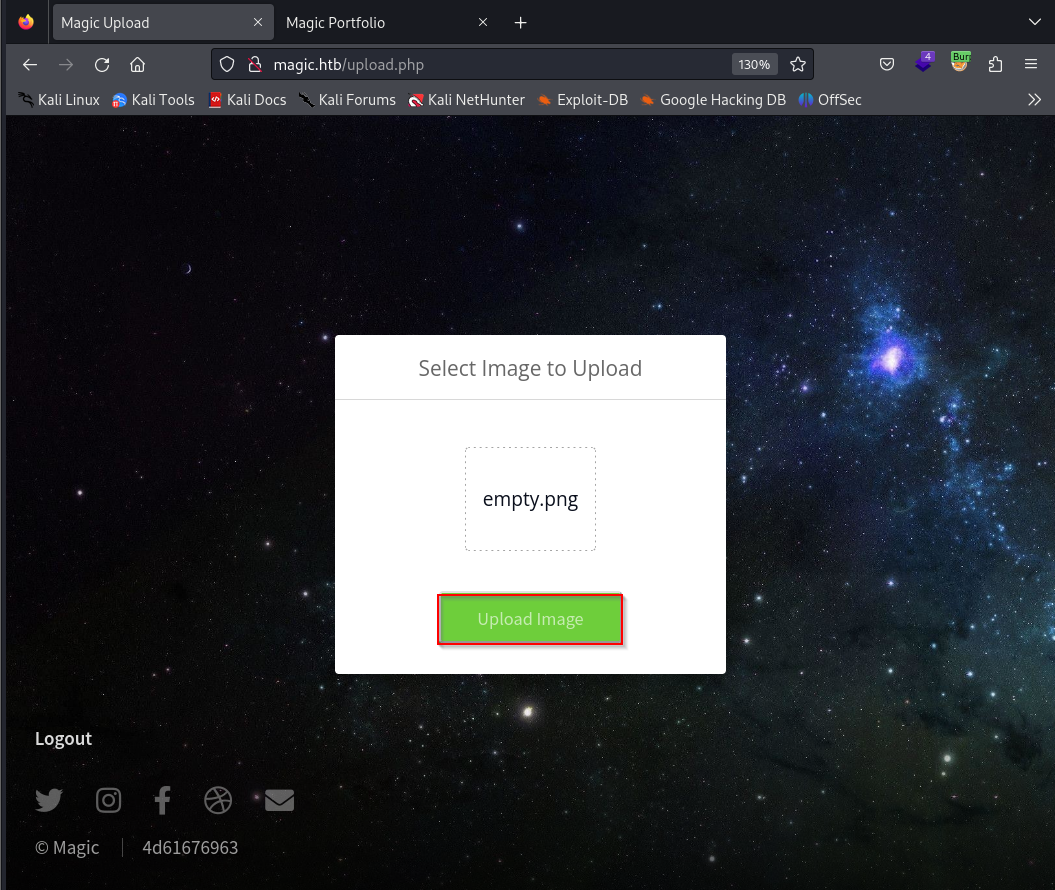 Magic Upload
Magic Portfolio
magic.htb/upload.php
130%
4
Bur
Kali Linux
Kali Tools
Kali Docs
Kali Forums
Kali NetHunter
Exploit-DB
Google Hacking DB
OffSec
Select Image to Upload
empty.png
Upload Image
Logout
© Magic
4d61676963